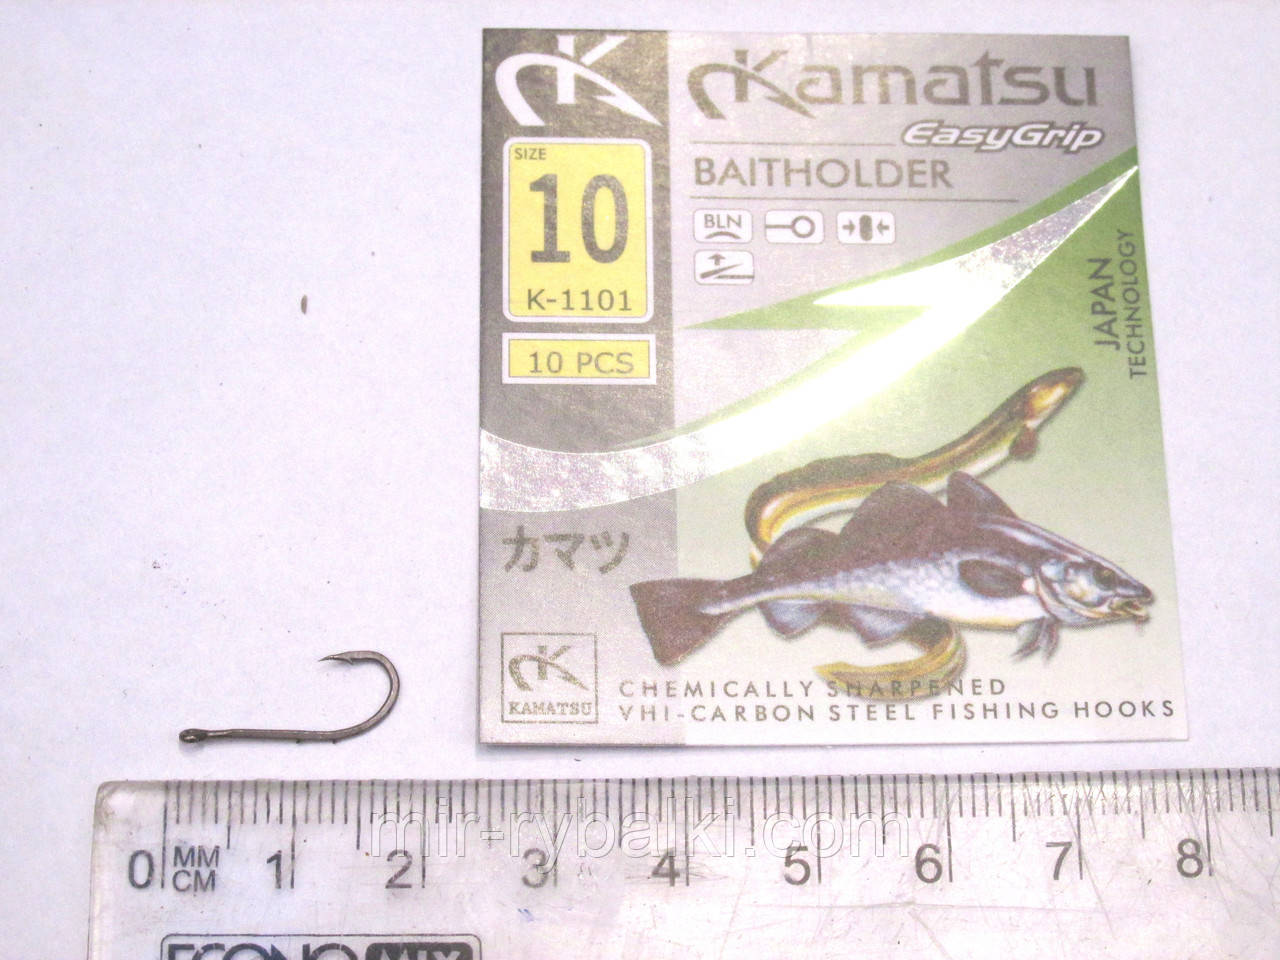 Kamatsu
EasyGrip
SIZE
10
K-1101
10 PCS
BAITHOLDER
BLN
JAPAN
TECHNOLOGY
カマツ
KAMATSU
CHEMICALLY SHARPENED
VHI-CARBON STEEL FISHING HOOKS
mir-rybalki.com
0 MM 1 2 3 4 5 6 7 8
CM
ECONOMIX